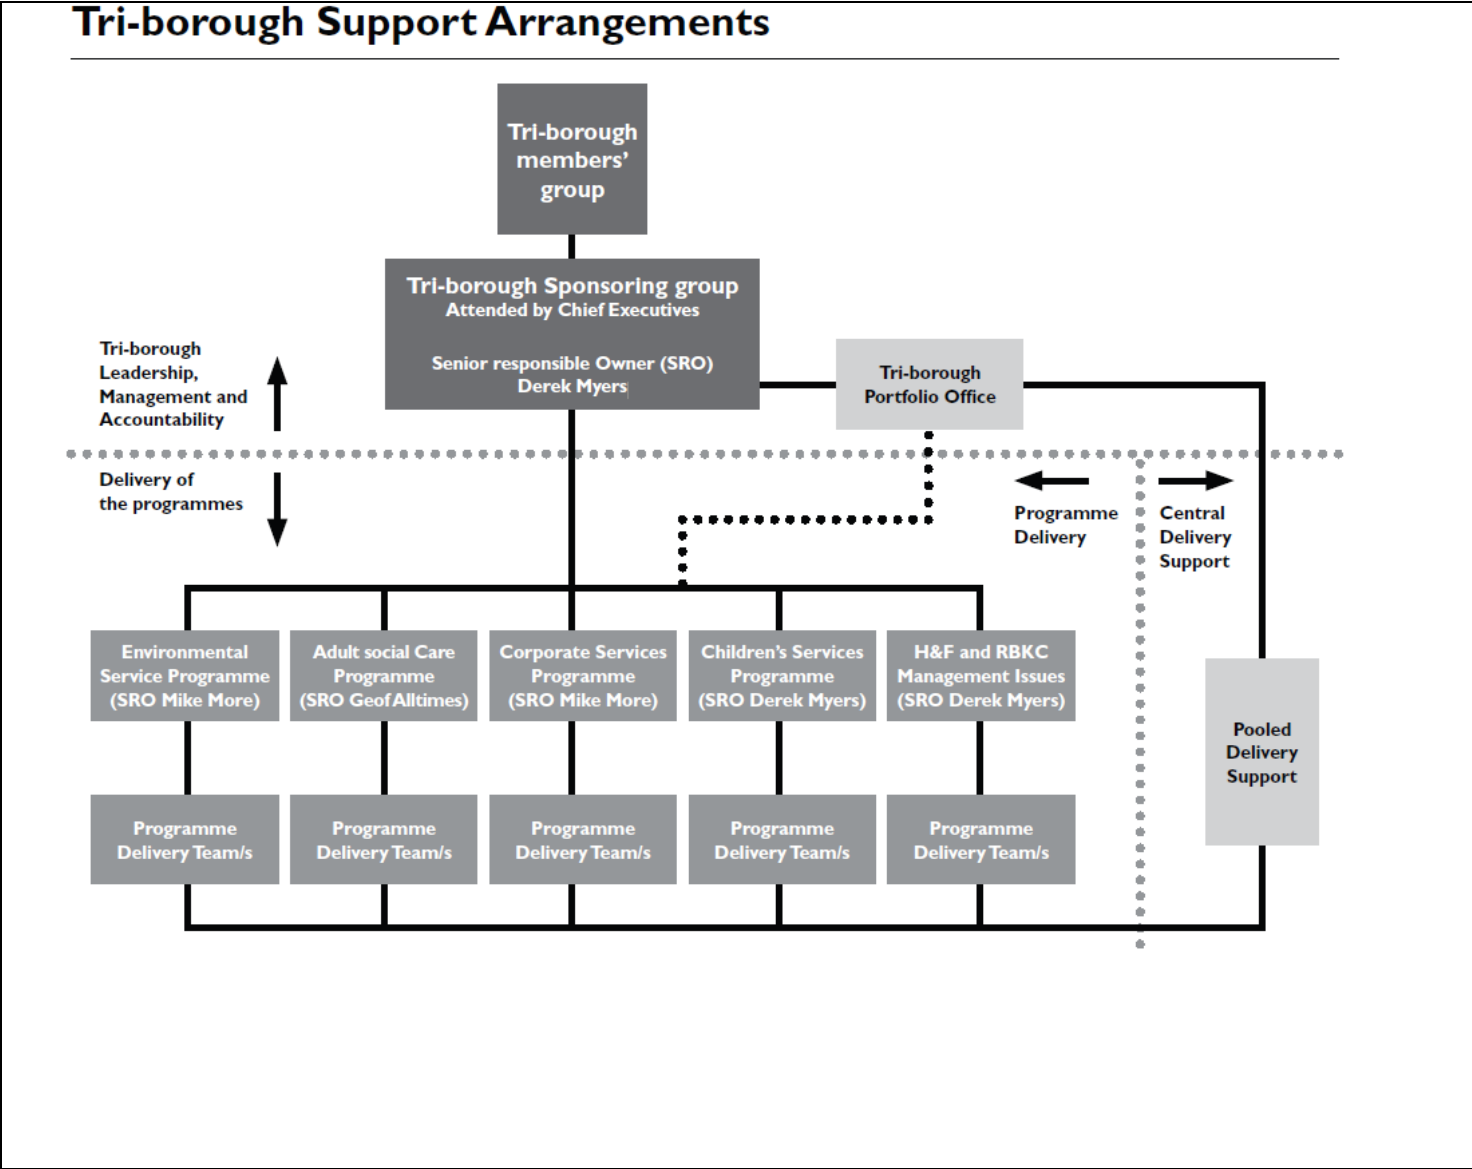 Tri-borough Support Arrangements
Tri-borough
members’
group
Tri-borough Sponsoring group
Attended by Chief Executives
Senior responsible Owner (SRO)
Derek Myers
Tri-borough
Leadership,
Management and
Accountability
Tri-borough
Portfolio Office
Delivery of
the programmes
Programme
Delivery
Central
Delivery
Support
Environmental
Service Programme
(SRO Mike More)
Adult social Care
Programme
(SRO Geof Alltimes)
Corporate Services
Programme
(SRO Mike More)
Children’s Services
Programme
(SRO Derek Myers)
H&F and RBKC
Management Issues
(SRO Derek Myers)
Pooled
Delivery
Support
Programme
Delivery Team/s
Programme
Delivery Team/s
Programme
Delivery Team/s
Programme
Delivery Team/s
Programme
Delivery Team/s